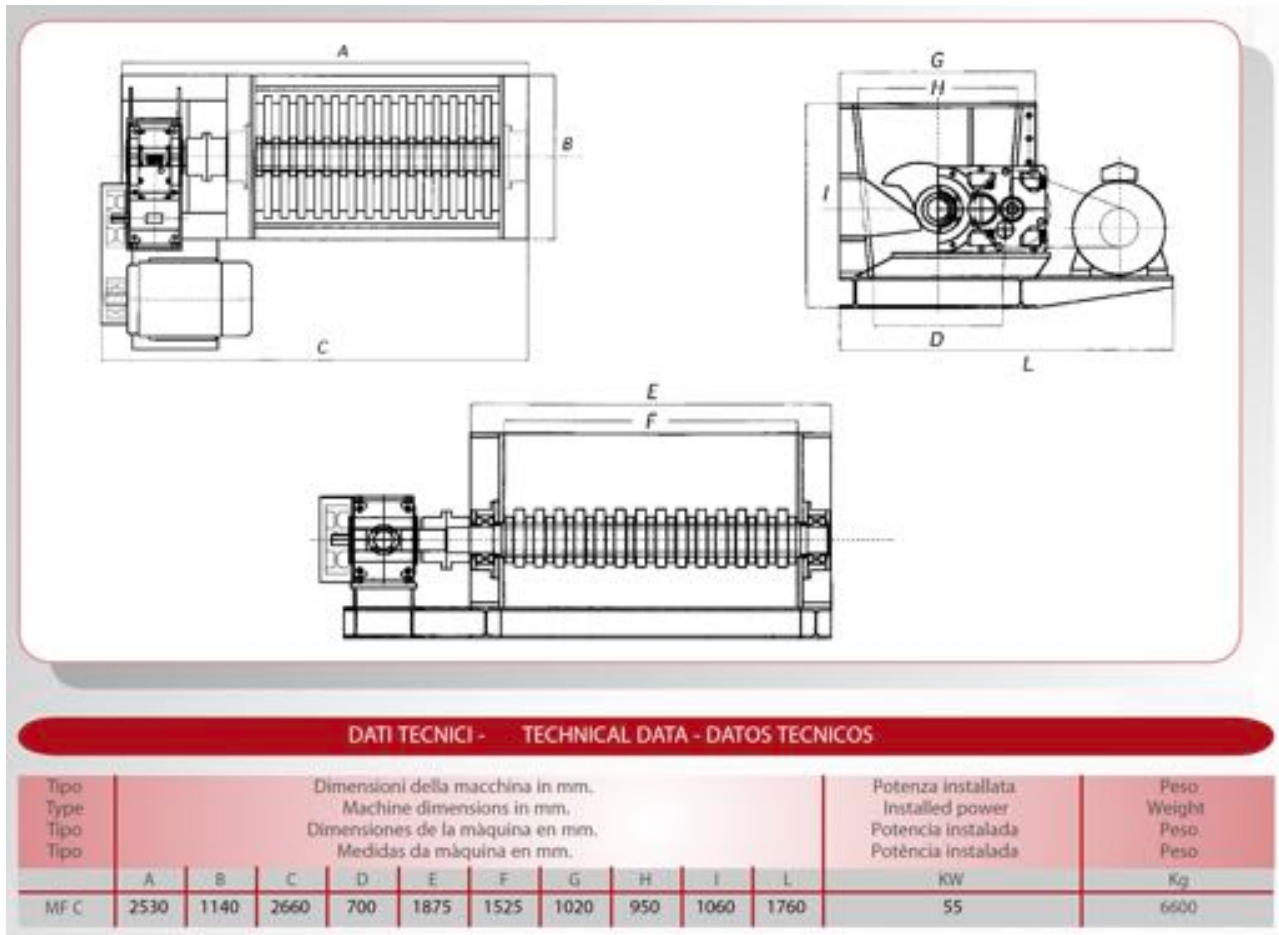 A
B
C
G
H
I
D
L
E
F
DATI TECNICI - TECHNICAL DATA - DATOS TECNICOS
Tipo Dimensioni della macchina in mm. Potenza installata Peso
Type Machine dimensions in mm. Installed power Weight
Tipo Dimensiones de la màquina en mm. Potencia instalada Peso
Tipo Medidas da màquina en mm. Potência instalada Peso
A B C D E F G H I L KW Kg
MF C 2530 1140 2660 700 1875 1525 1020 950 1060 1760 55 6600